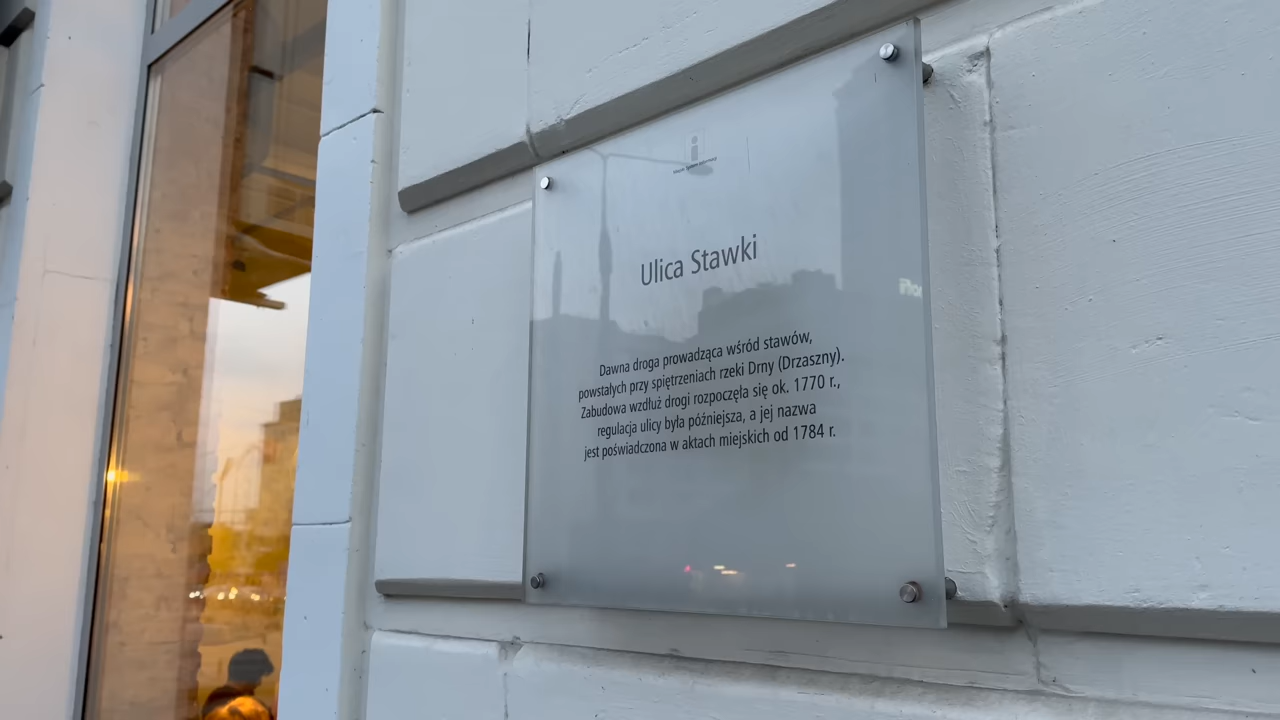 Ulica Stawki
Dawna droga prowadząca wśród stawów,
powstałych przy spiętrzeniach rzeki Drny (Drzaszny).
Zabudowa wzdłuż drogi rozpoczęła się ok. 1770 r.,
regulacja ulicy była późniejsza, a jej nazwa
jest poświadczona w aktach miejskich od 1784 r.